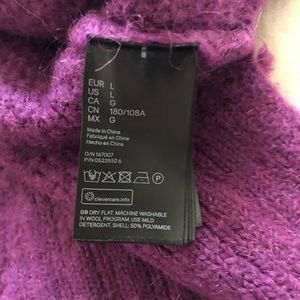 EUR L
US L
CA G
CN 180/108A
MX G
Made in China
Fabriqué en Chine
Hecho en China
O/N 167007
P/N 0523550 6
clevercare.info
GB DRY FLAT. MACHINE WASHABLE
IN WOOL PROGRAM. USE MILD
DETERGENT. SHELL: 50% POLYAMIDE